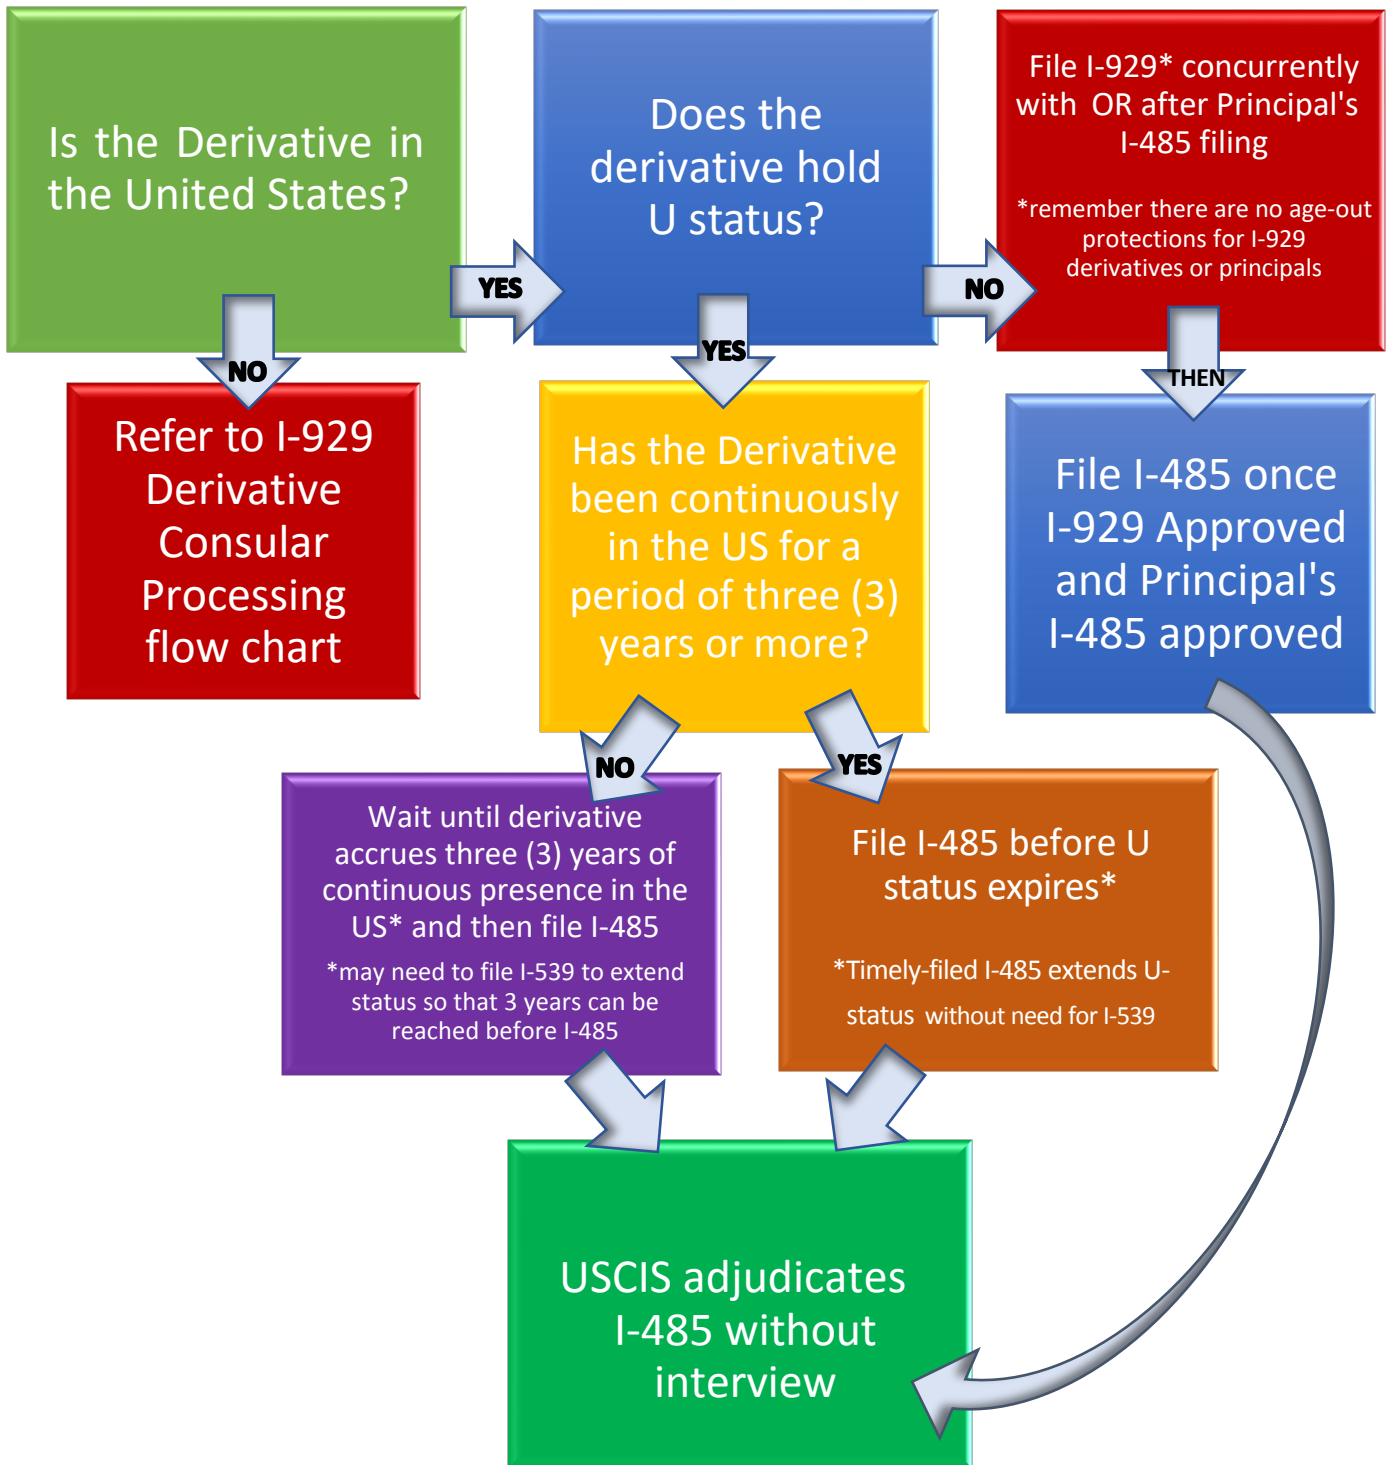 Is the Derivative in
the United States?
YES
NO
Does the
derivative hold
U status?
NO
YES
File I-929* concurrently
with OR after Principal's
I-485 filing
*remember there are no age-out
protections for I-929
derivatives or principals
THEN
Refer to I-929
Derivative
Consular
Processing
flow chart
Has the Derivative
been continuously
in the US for a
period of three (3)
years or more?
File I-485 once
I-929 Approved
and Principal's
I-485 approved
NO
YES
Wait until derivative
accrues three (3) years of
continuous presence in the
US* and then file I-485
*may need to file I-539 to extend
status so that 3 years can be
reached before I-485
File I-485 before U
status expires*
*Timely-filed I-485 extends U-
status without need for I-539
USCIS adjudicates
I-485 without
interview